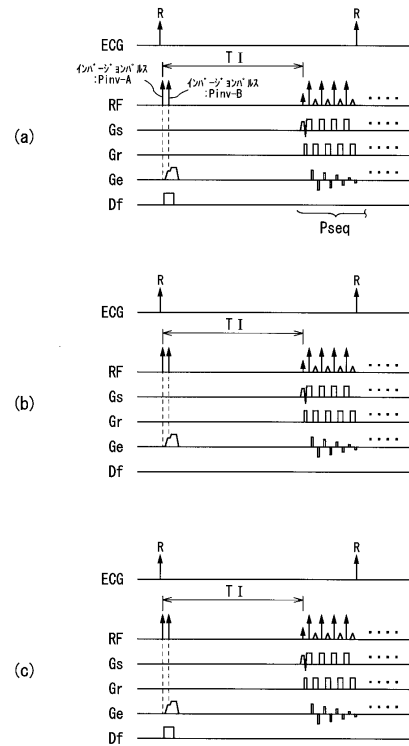 R
R
ECG
TI
インバージョンパルス
:Pinv-A
インバージョンパルス
:Pinv-B
RF
Gs
Gr
Ge
Df
Pseq
(a)
R
R
ECG
TI
RF
Gs
Gr
Ge
Df
(b)
R
R
ECG
TI
RF
Gs
Gr
Ge
Df
(c)